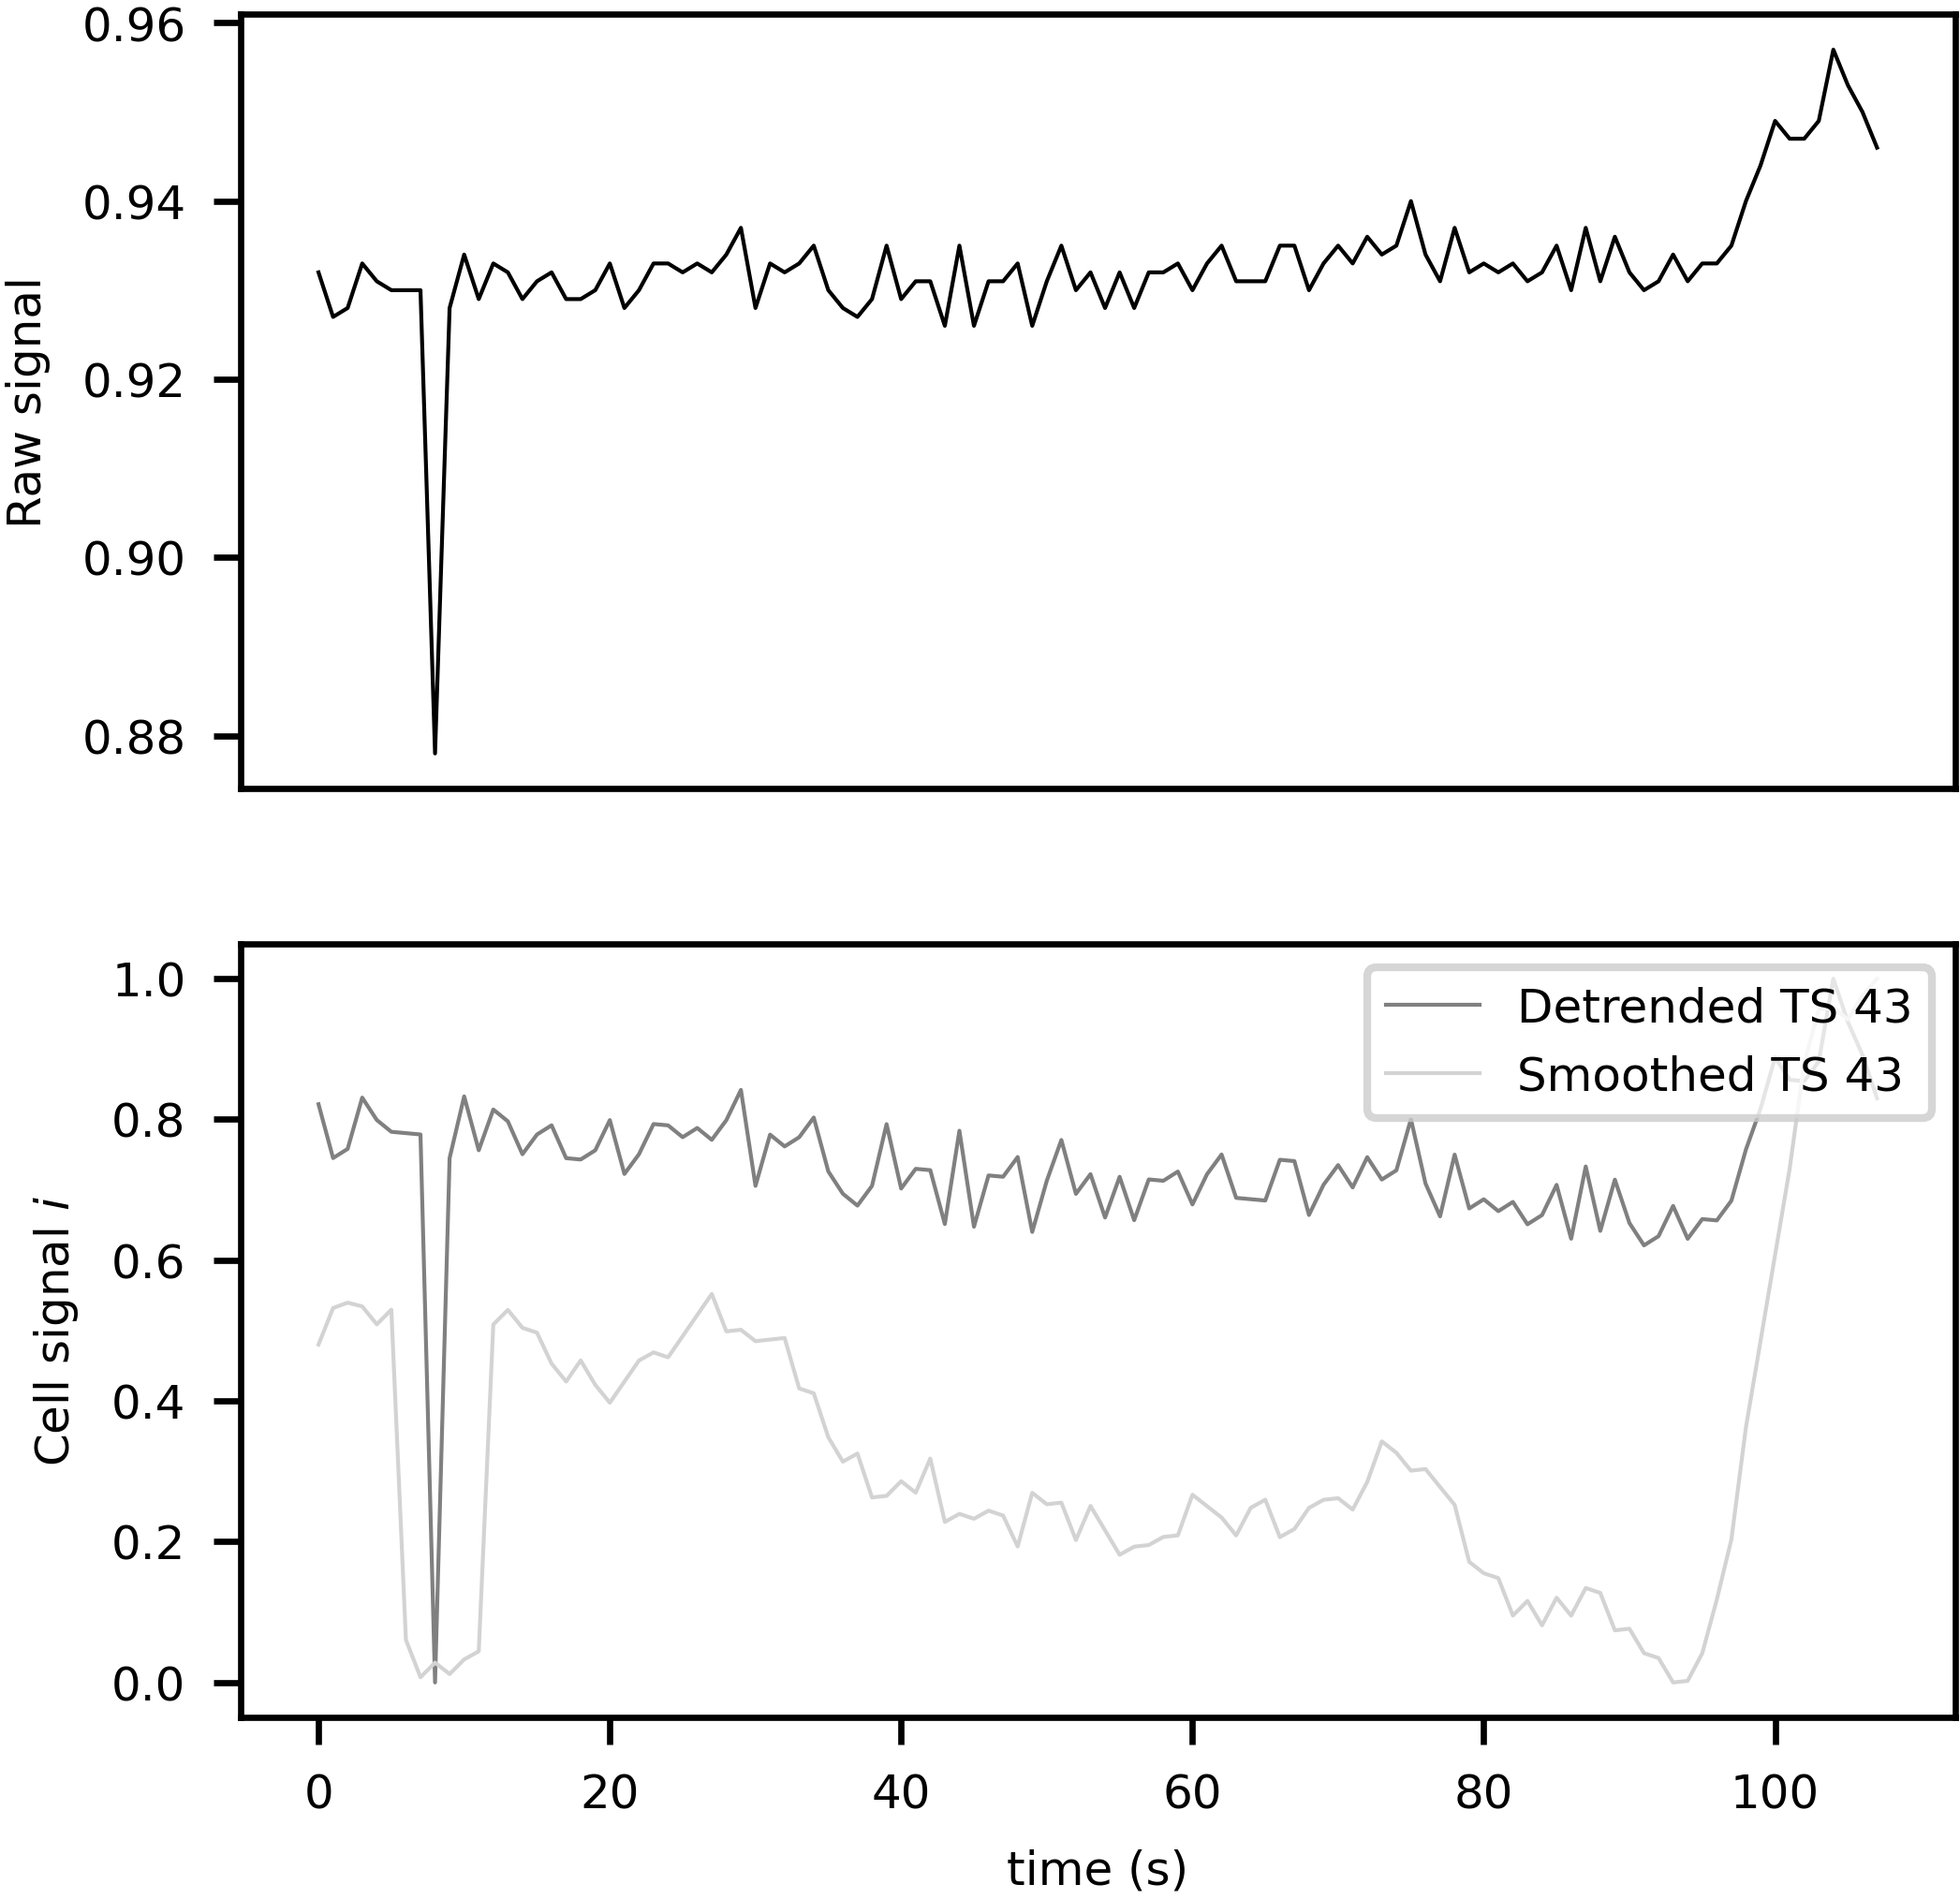 0.96
0.94
0.92
0.90
0.88
Raw signal
1.0
0.8
0.6
0.4
0.2
0.0
Cell signal i
Detrended TS 43
Smoothed TS 43
0 20 40 60 80 100
time (s)